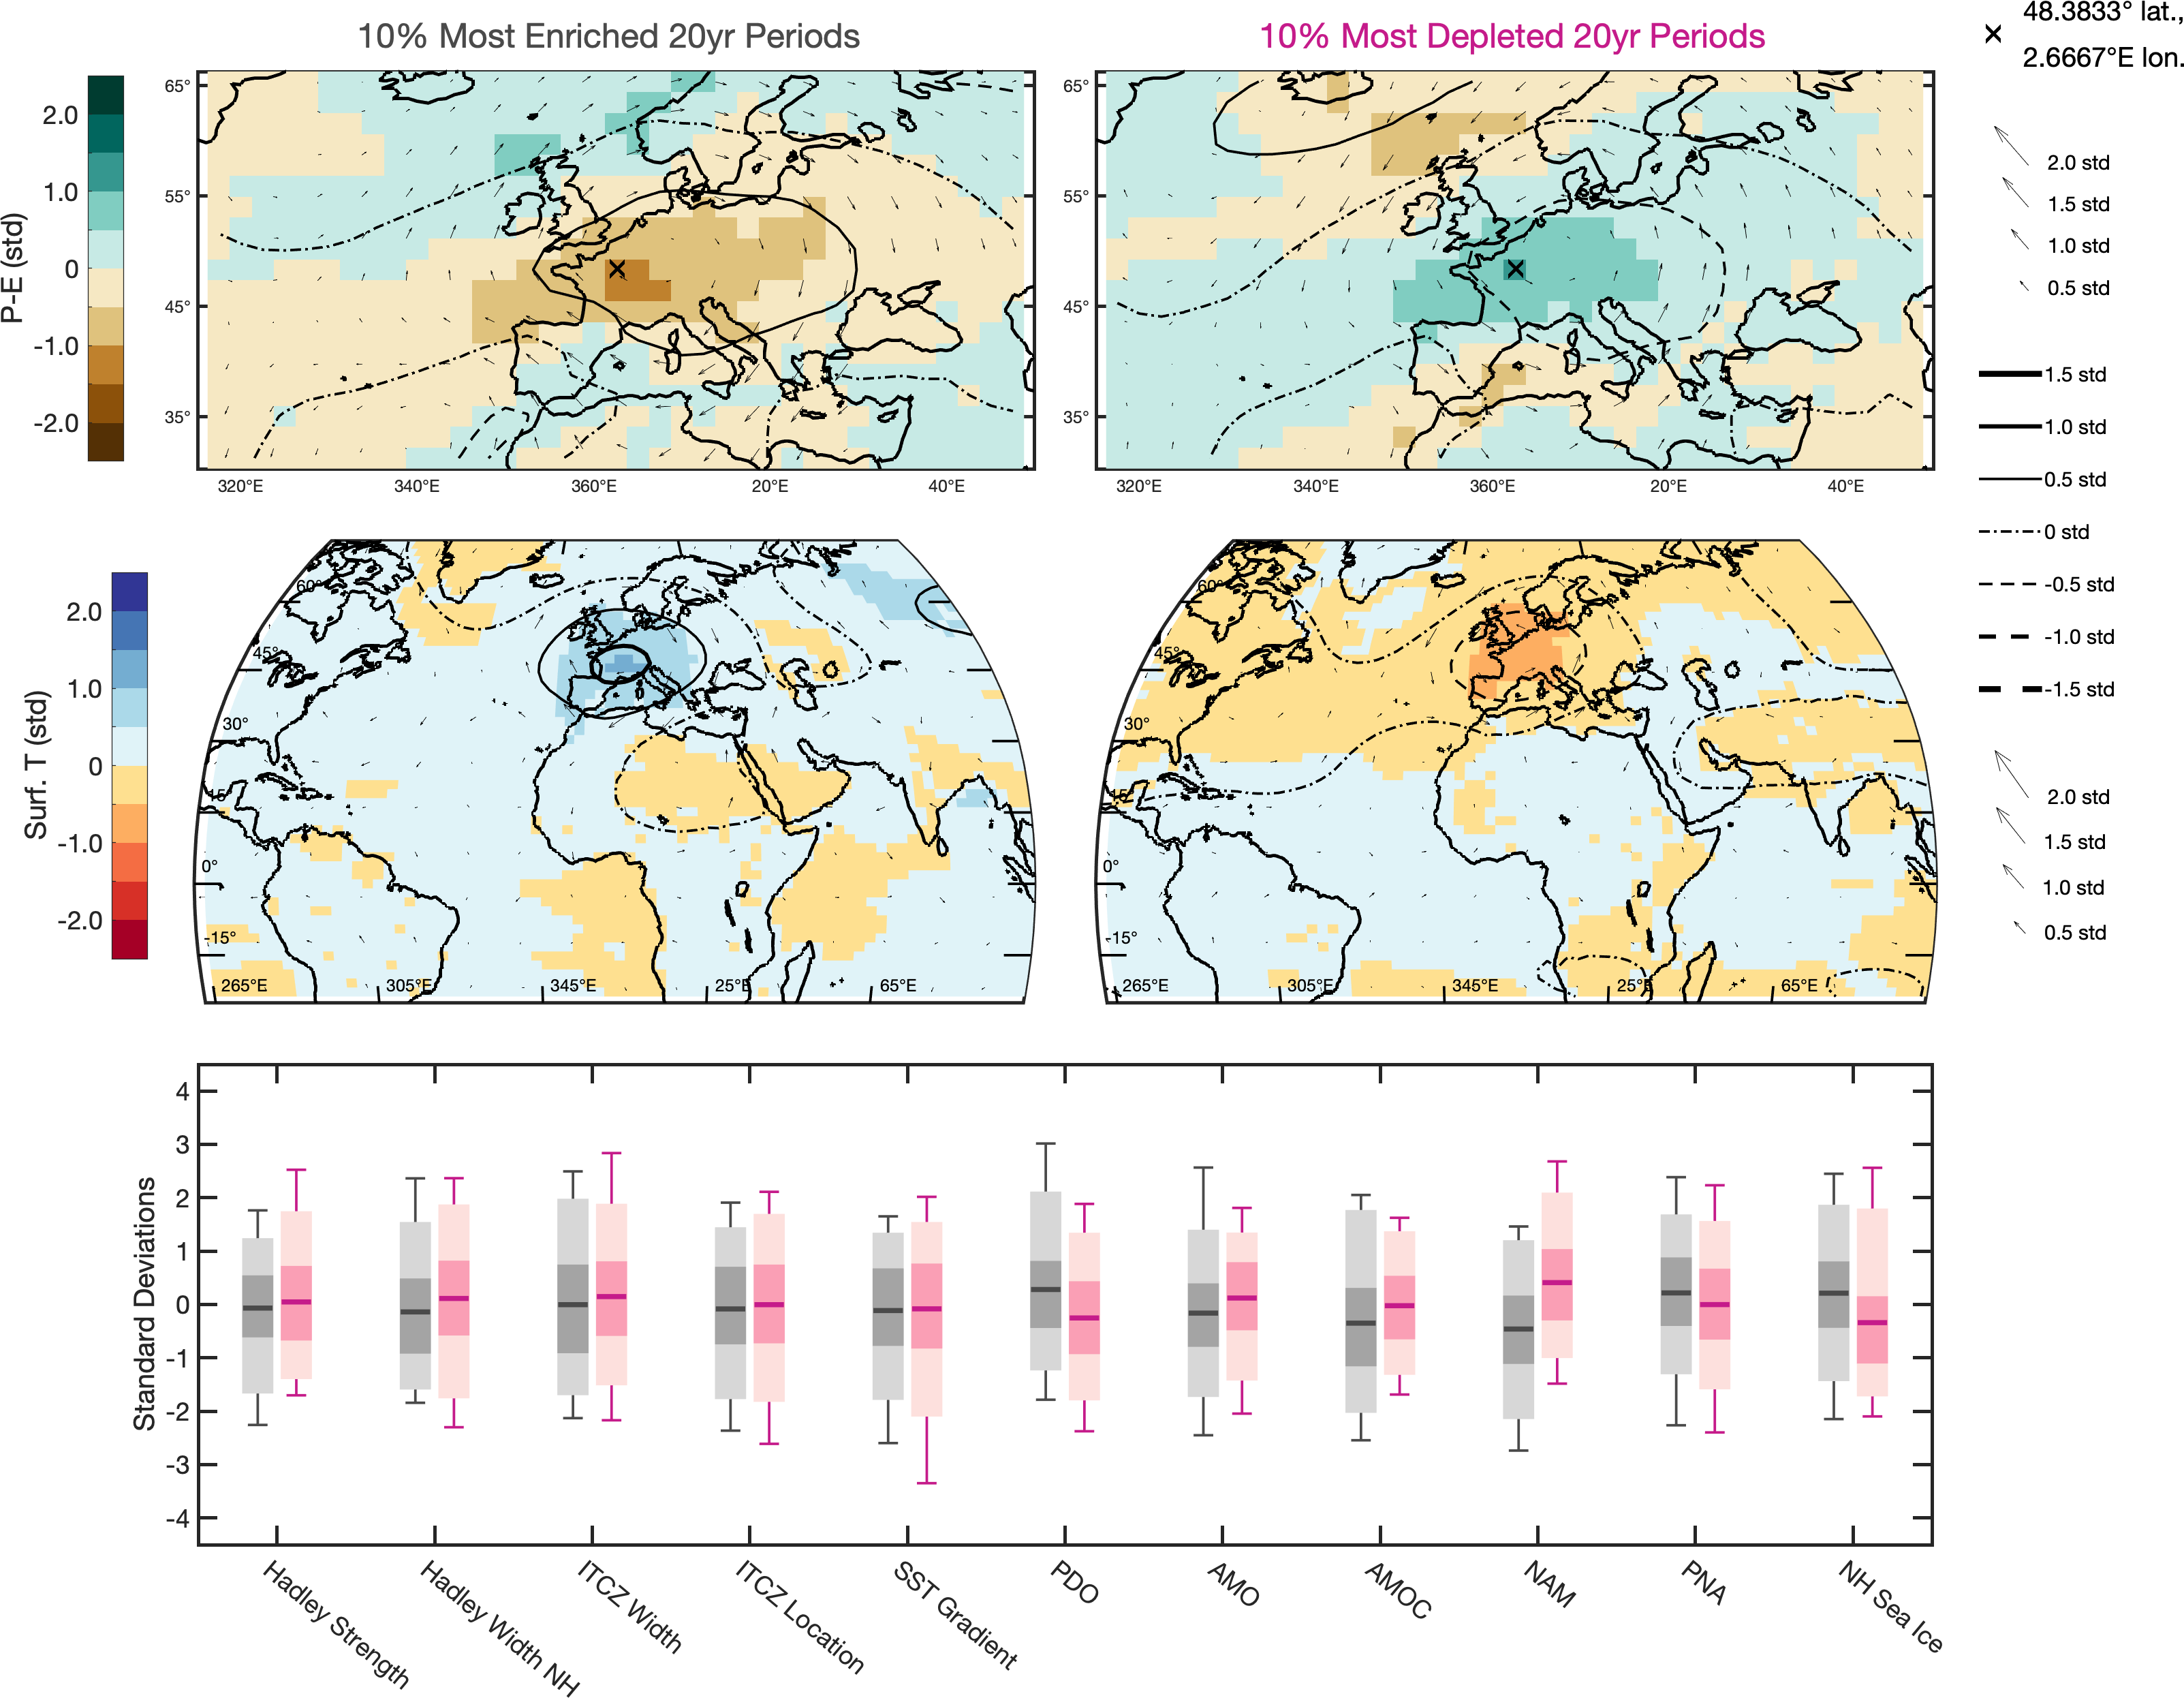 10% Most Enriched 20yr Periods
10% Most Depleted 20yr Periods
48.3833° lat.,
2.6667°E lon.
P-E (std)
2.0
1.0
0
-1.0
-2.0
65°
55°
45°
35°
320°E
340°E
360°E
20°E
40°E
65°
55°
45°
35°
320°E
340°E
360°E
20°E
40°E
2.0 std
1.5 std
1.0 std
0.5 std
1.5 std
1.0 std
0.5 std
0 std
-0.5 std
-1.0 std
-1.5 std
Surf. T (std)
2.0
1.0
0
-1.0
-2.0
60°
45°
30°
15°
0°
-15°
265°E
305°E
345°E
25°E
65°E
60°
45°
30°
15°
0°
-15°
265°E
305°E
345°E
25°E
65°E
2.0 std
1.5 std
1.0 std
0.5 std
Standard Deviations
4
3
2
1
0
-1
-2
-3
-4
Hadley Strength
Hadley Width NH
ITCZ Width
ITCZ Location
SST Gradient
PDO
AMO
AMOC
NAM
PNA
NH Sea Ice